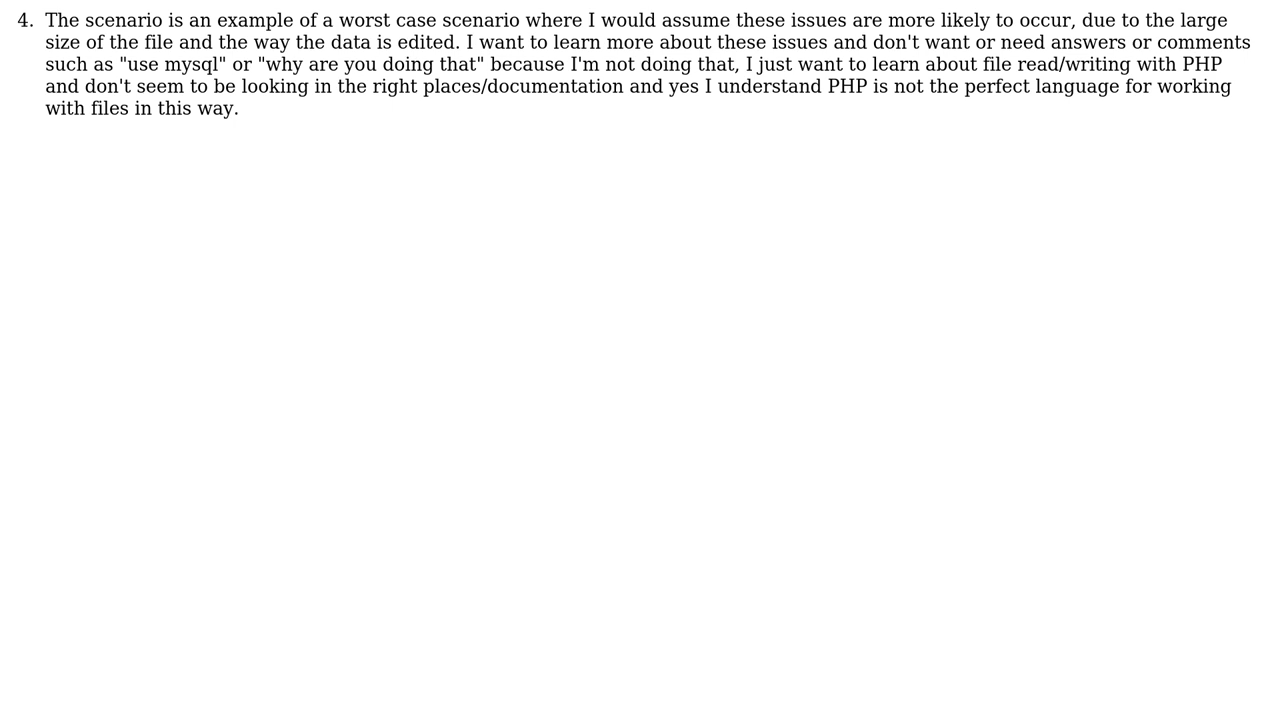 4. The scenario is an example of a worst case scenario where I would assume these issues are more likely to occur, due to the large
size of the file and the way the data is edited. I want to learn more about these issues and don't want or need answers or comments
such as "use mysql" or "why are you doing that" because I'm not doing that, I just want to learn about file read/writing with PHP
and don't seem to be looking in the right places/documentation and yes I understand PHP is not the perfect language for working
with files in this way.